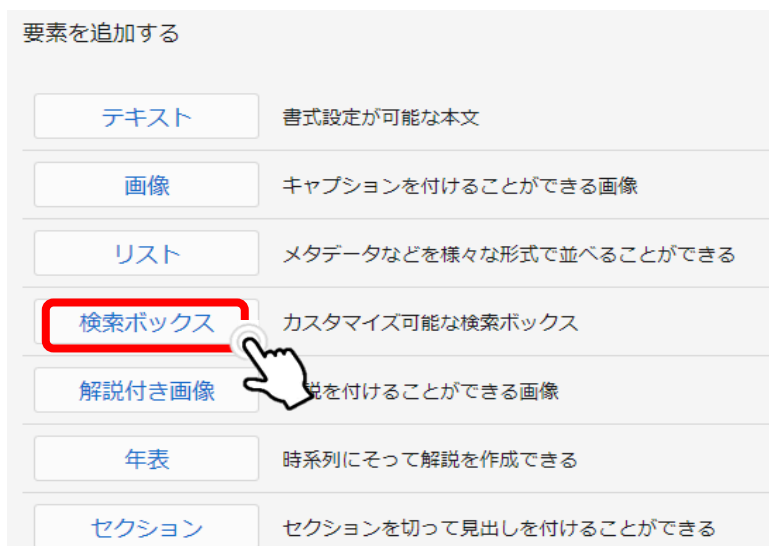 要素を追加する
テキスト 書式設定が可能な本文
画像 キャプションを付けることができる画像
リスト メタデータなどを様々な形式で並べることができる
検索ボックス カスタマイズ可能な検索ボックス
解説付き画像 説を付けることができる画像
年表 時系列にそって解説を作成できる
セクション セクションを切って見出しを付けることができる